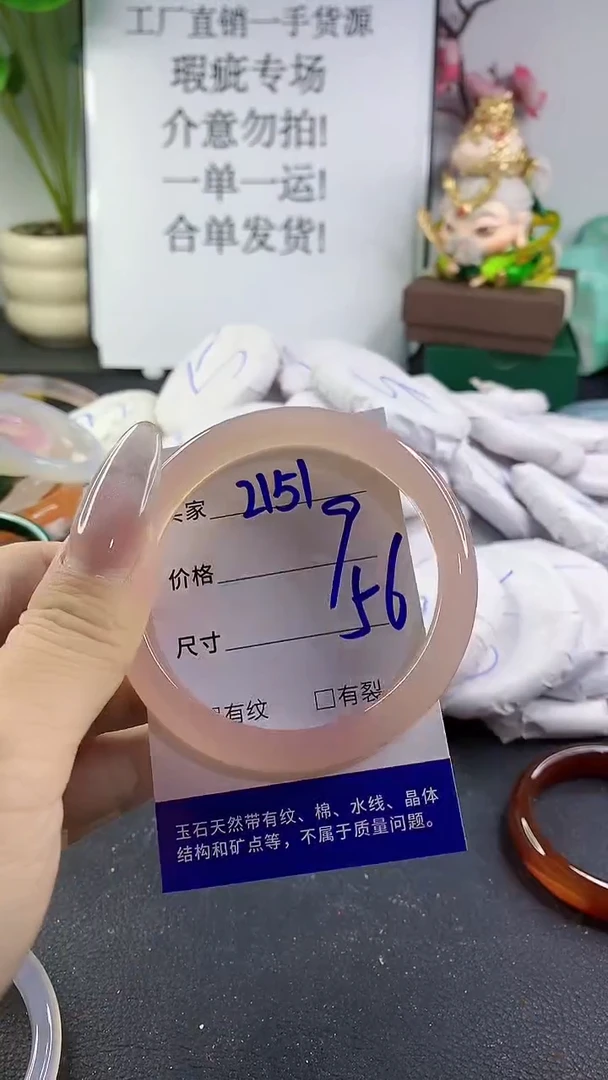 工厂直销一手货源
瑕疵专场
介意勿拍!
一单一运!
合单发货!
家 2151
价格 9
尺寸 56
有纹 □有裂
玉石天然带有纹、棉、水线、晶体
结构和矿点等，不属于质量问题。